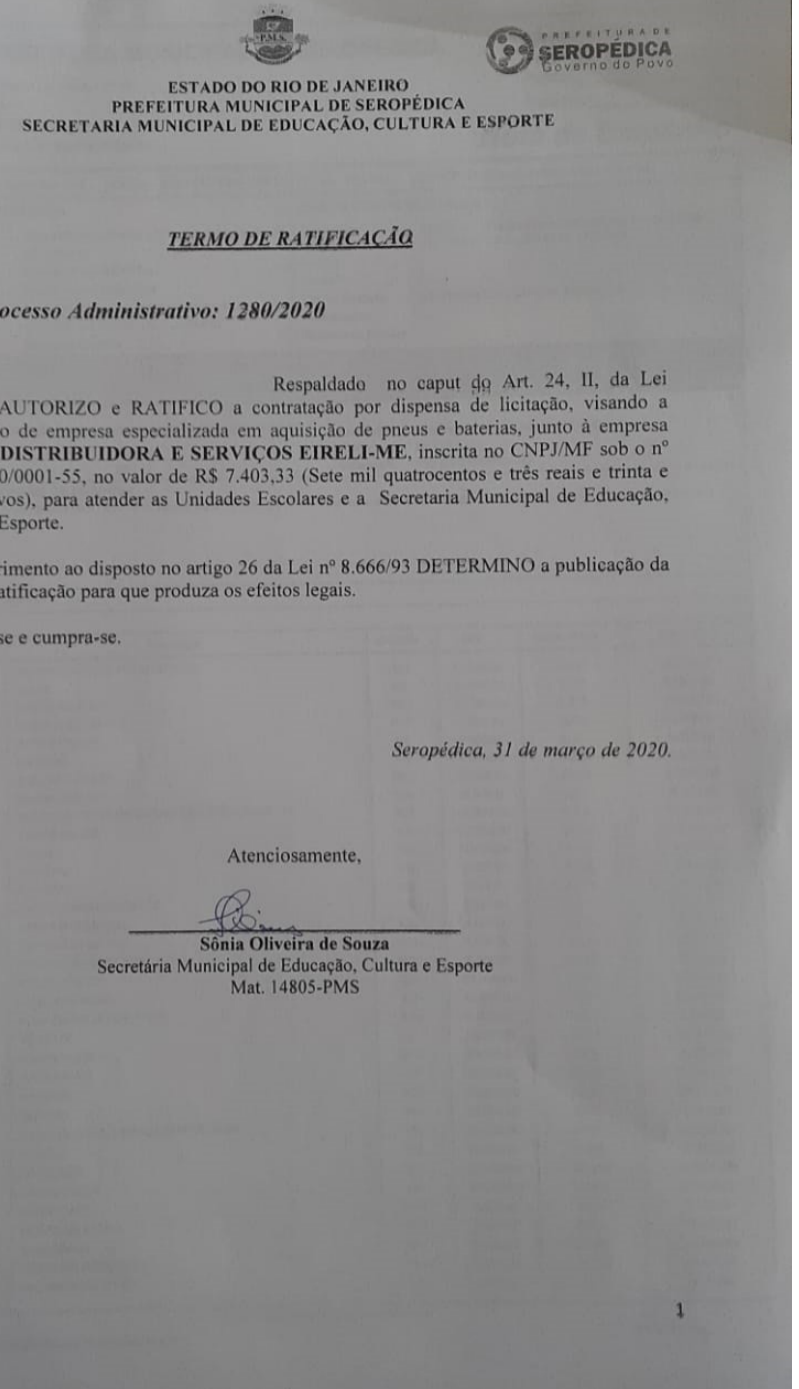 P.M.S.
PREFEITURA DE
SEROPÉDICA
Governo do Povo
ESTADO DO RIO DE JANEIRO
PREFEITURA MUNICIPAL DE SEROPÉDICA
SECRETARIA MUNICIPAL DE EDUCAÇÃO, CULTURA E ESPORTE
TERMO DE RATIFICAÇÃO
ocesso Administrativo: 1280/2020
Respaldado no caput do Art. 24, II, da Lei
AUTORIZO e RATIFICO a contratação por dispensa de licitação, visando a
o de empresa especializada em aquisição de pneus e baterias, junto à empresa
DISTRIBUIDORA E SERVIÇOS EIRELI-ME, inscrita no CNPJ/MF sob o nº
0/0001-55, no valor de R$ 7.403,33 (Sete mil quatrocentos e três reais e trinta e
vos), para atender as Unidades Escolares e a Secretaria Municipal de Educação,
Esporte.
rimento ao disposto no artigo 26 da Lei nº 8.666/93 DETERMINO a publicação da
atificação para que produza os efeitos legais.
se e cumpra-se.
Seropédica, 31 de março de 2020.
Atenciosamente,
Sônia Oliveira de Souza
Secretária Municipal de Educação, Cultura e Esporte
Mat. 14805-PMS
1